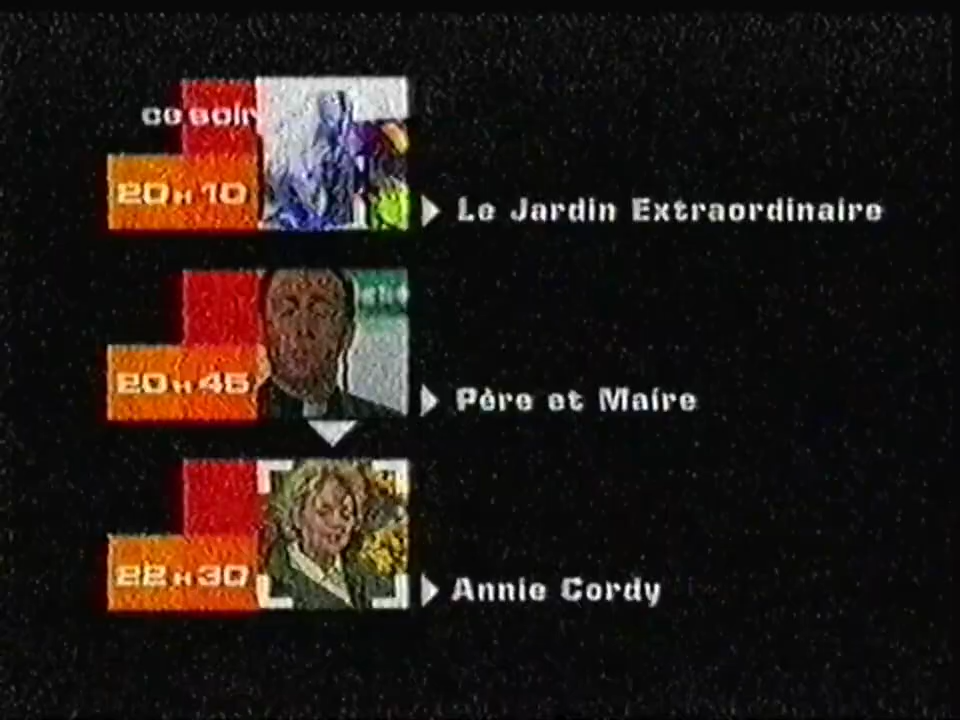 ce soir
20H10
Le Jardin Extraordinaire
20H45
Père et Maire
22H30
Annie Cordy